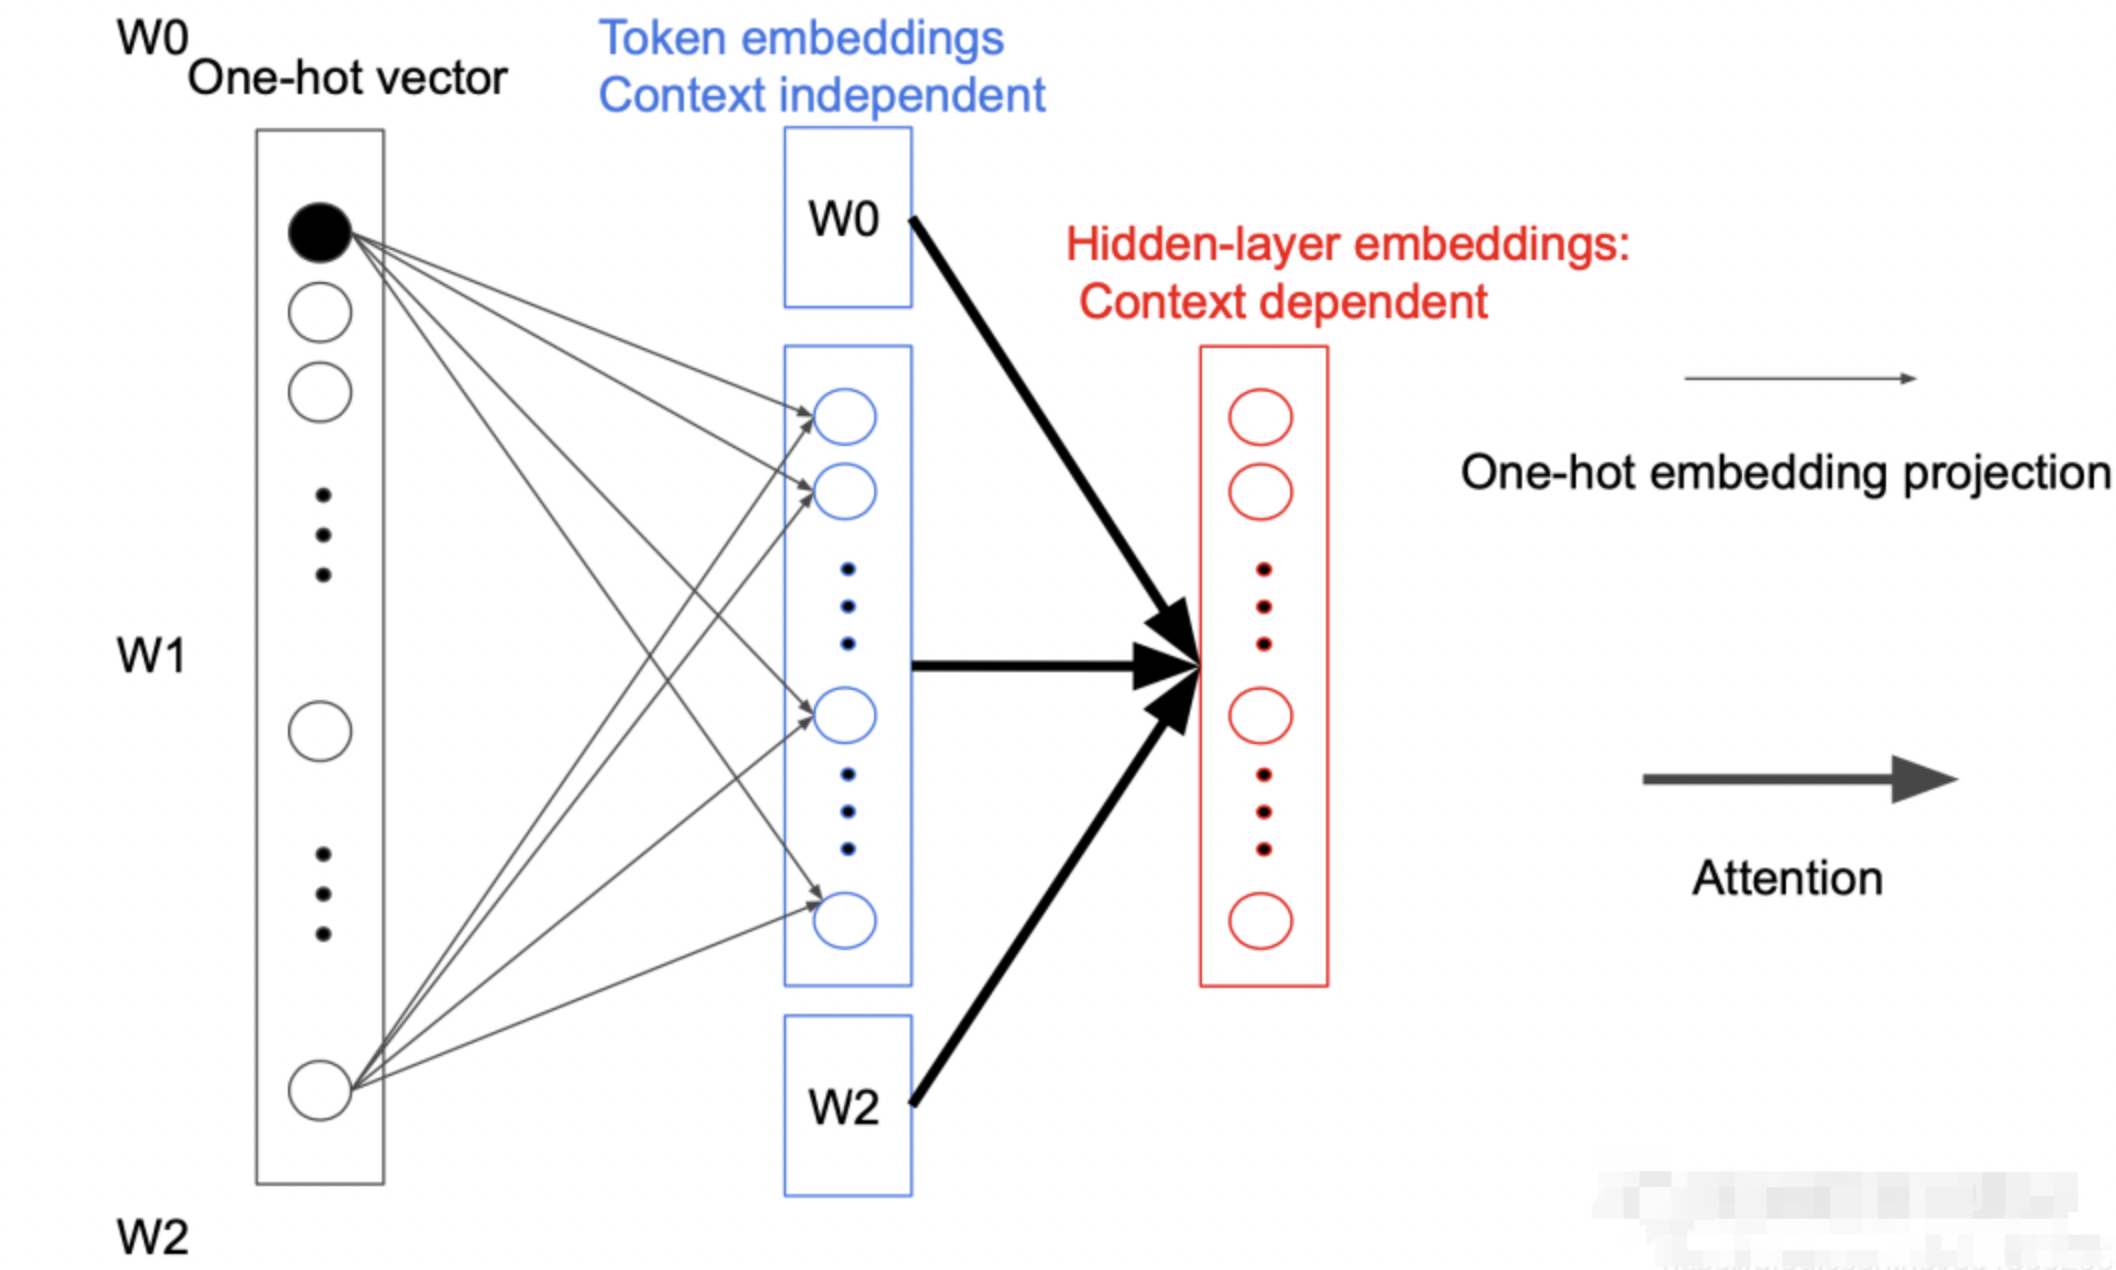 W0
One-hot vector
Token embeddings
Context independent
W0
Hidden-layer embeddings:
Context dependent
One-hot embedding projection
W1
Attention
W2
W2